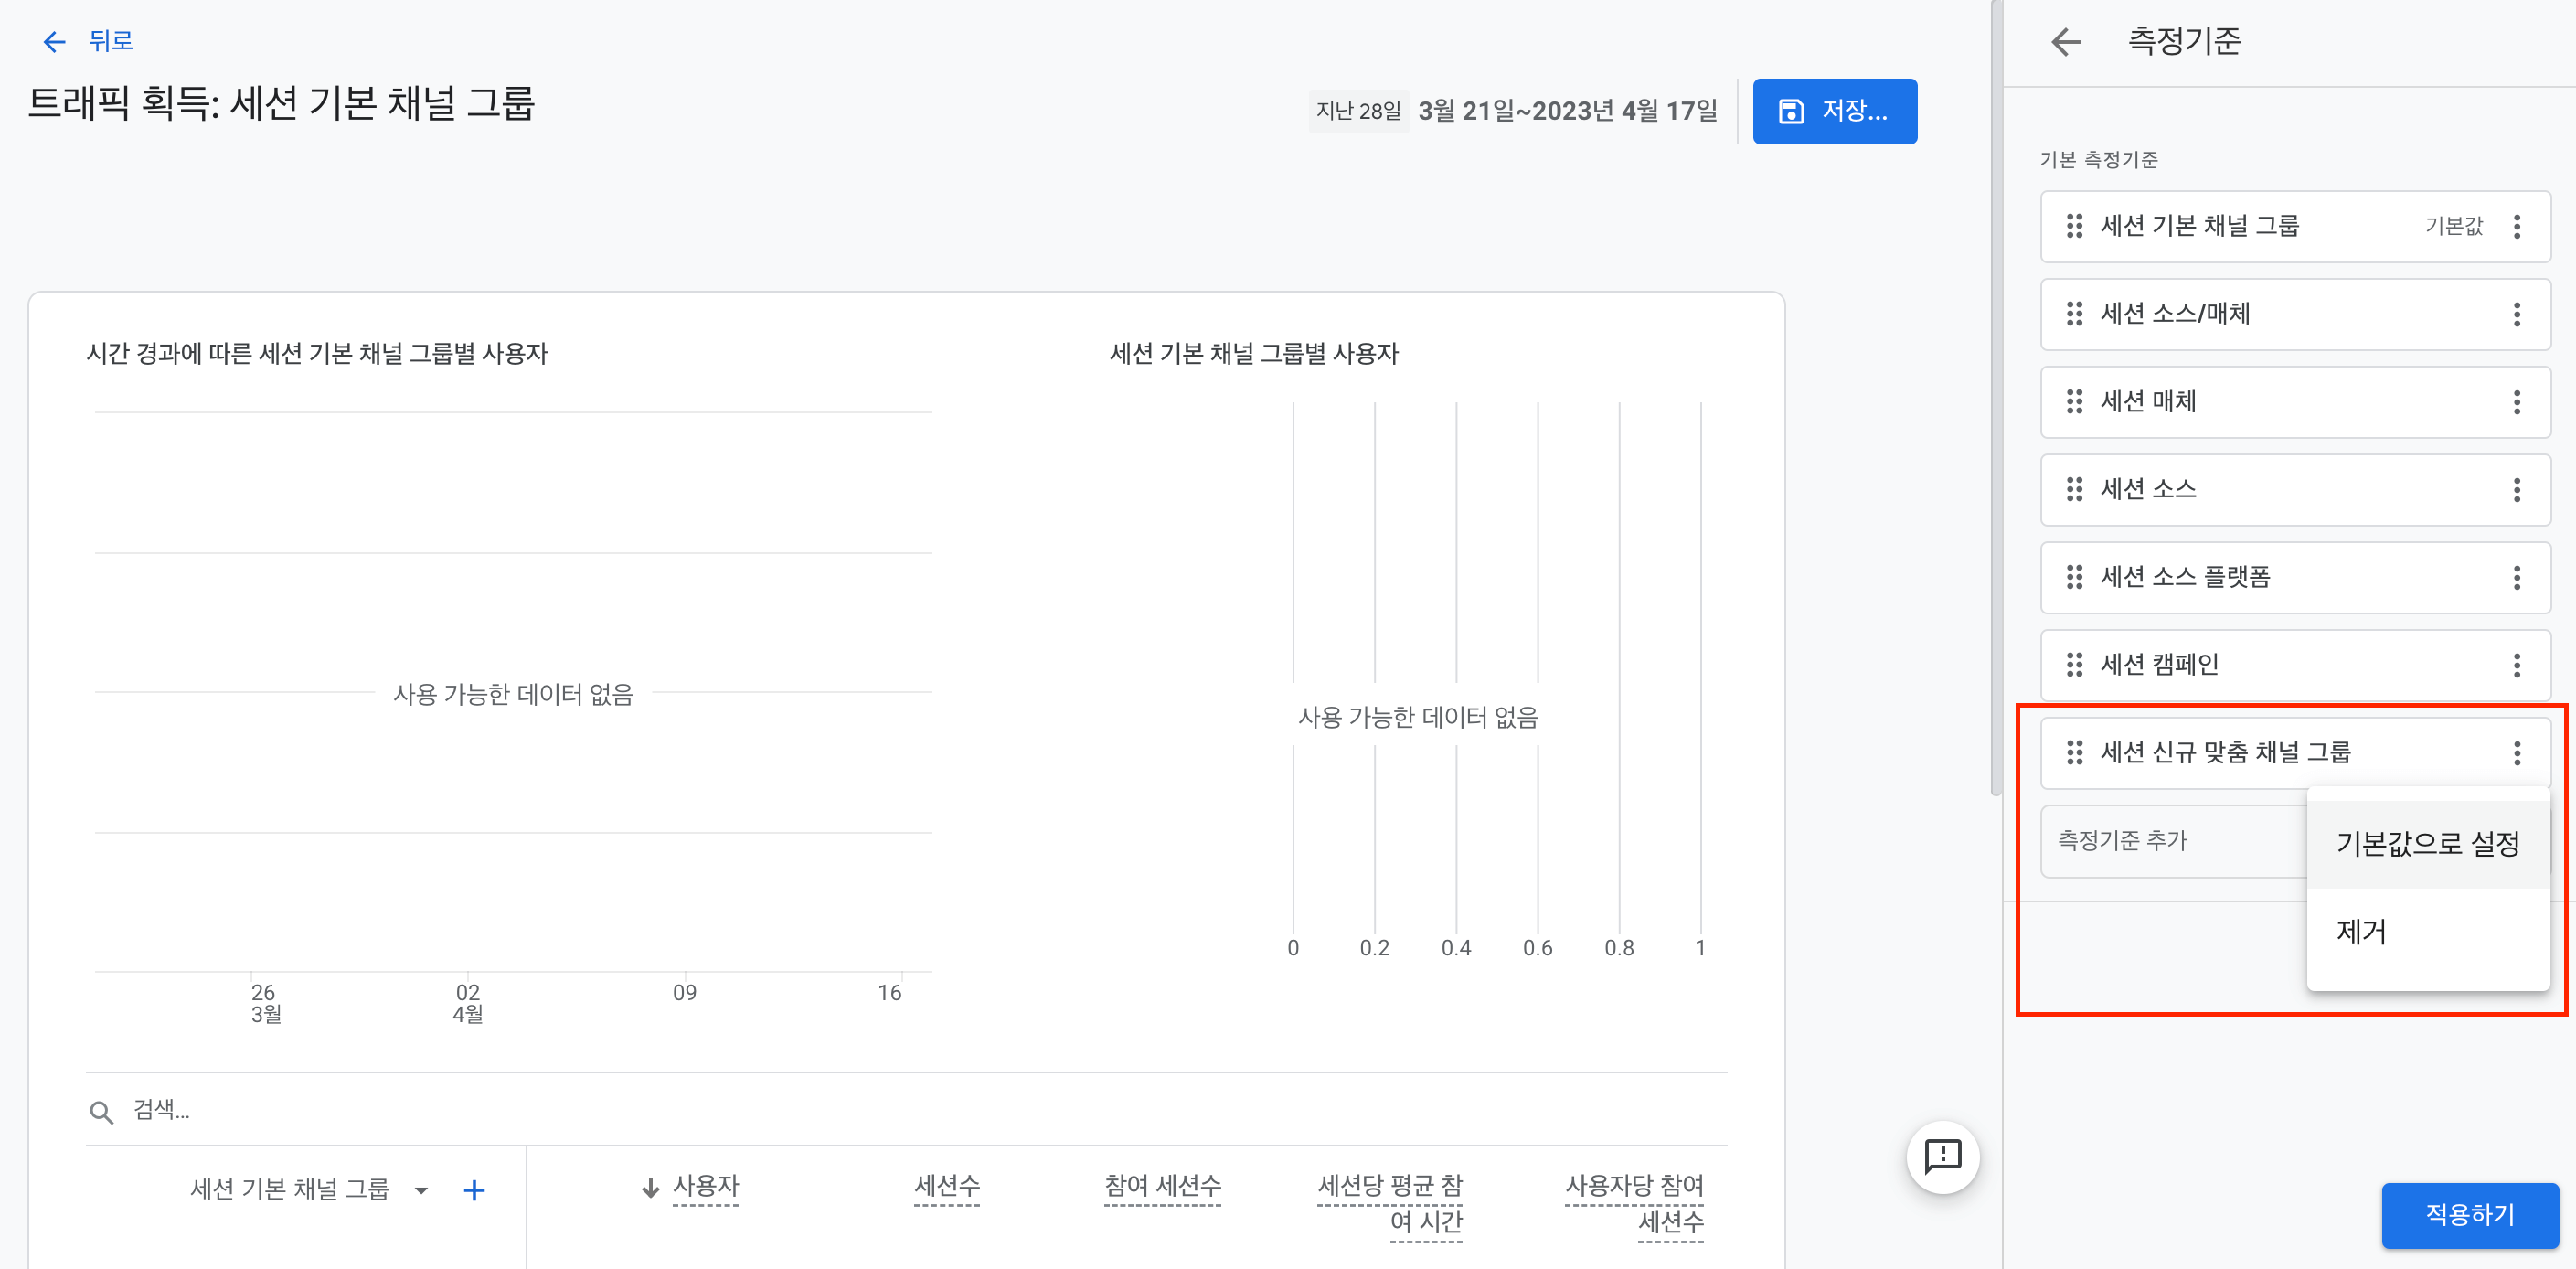 뒤로
트래픽 획득: 세션 기본 채널 그룹
지난 28일 3월 21일~2023년 4월 17일
저장...
시간 경과에 따른 세션 기본 채널 그룹별 사용자
사용 가능한 데이터 없음
26
3월
02
4월
09
16
세션 기본 채널 그룹별 사용자
사용 가능한 데이터 없음
0 0.2 0.4 0.6 0.8 1
검색...
세션 기본 채널 그룹
사용자
세션수
참여 세션수
세션당 평균 참
여 시간
사용자당 참여
세션수
측정기준
기본 측정기준
세션 기본 채널 그룹 기본값
세션 소스/매체
세션 매체
세션 소스
세션 소스 플랫폼
세션 캠페인
세션 신규 맞춤 채널 그룹
측정기준 추가
기본값으로 설정
제거
적용하기